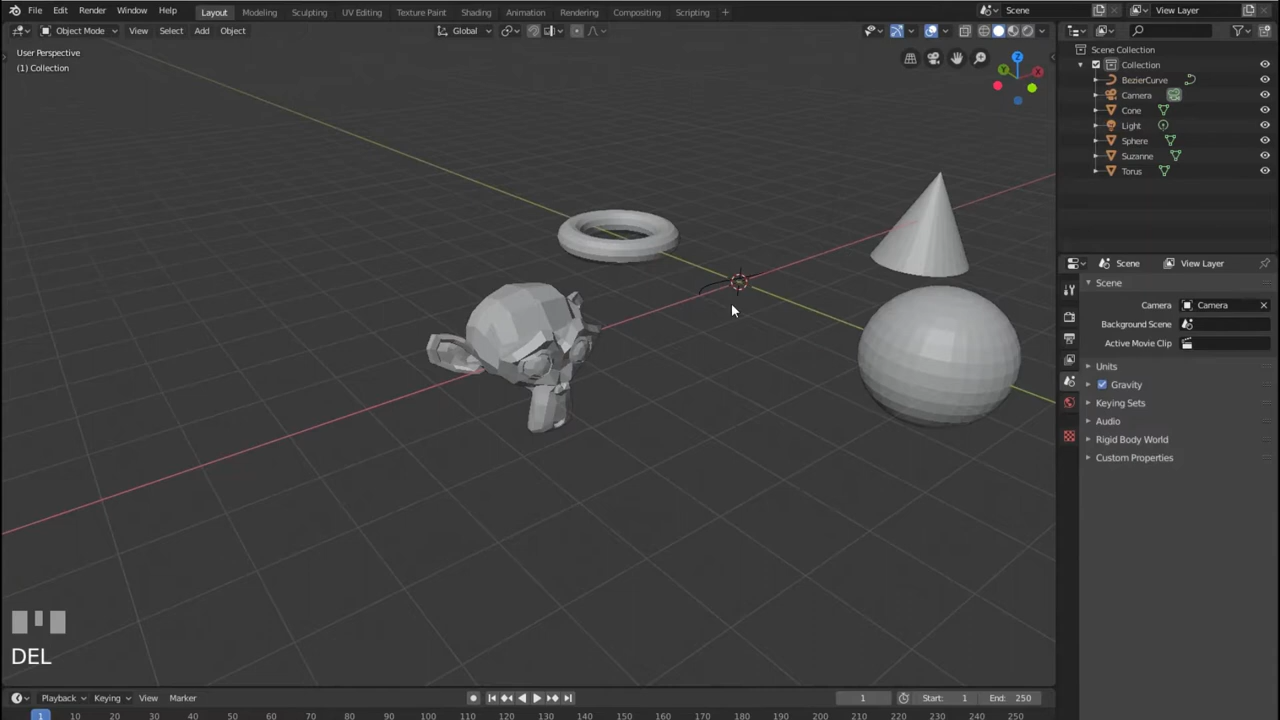 File Edit Render Window Help
Layout Modeling Sculpting UV Editing Texture Paint Shading Animation Rendering Compositing Scripting +
Scene
View Layer
Object Mode View Select Add Object
Global
User Perspective
(1) Collection
Z
Y
X
Scene Collection
Collection
BezierCurve
Camera
Cone
Light
Sphere
Suzanne
Torus
Scene View Layer
Scene
Camera Camera
Background Scene
Active Movie Clip
Units
Gravity
Keying Sets
Audio
Rigid Body World
Custom Properties
DEL
Playback Keying View Marker
1 Start: 1 End: 250
1 10 20 30 40 50 60 70 80 90 100 110 120 130 140 150 160 170 180 190 200 210 220 230 240 250